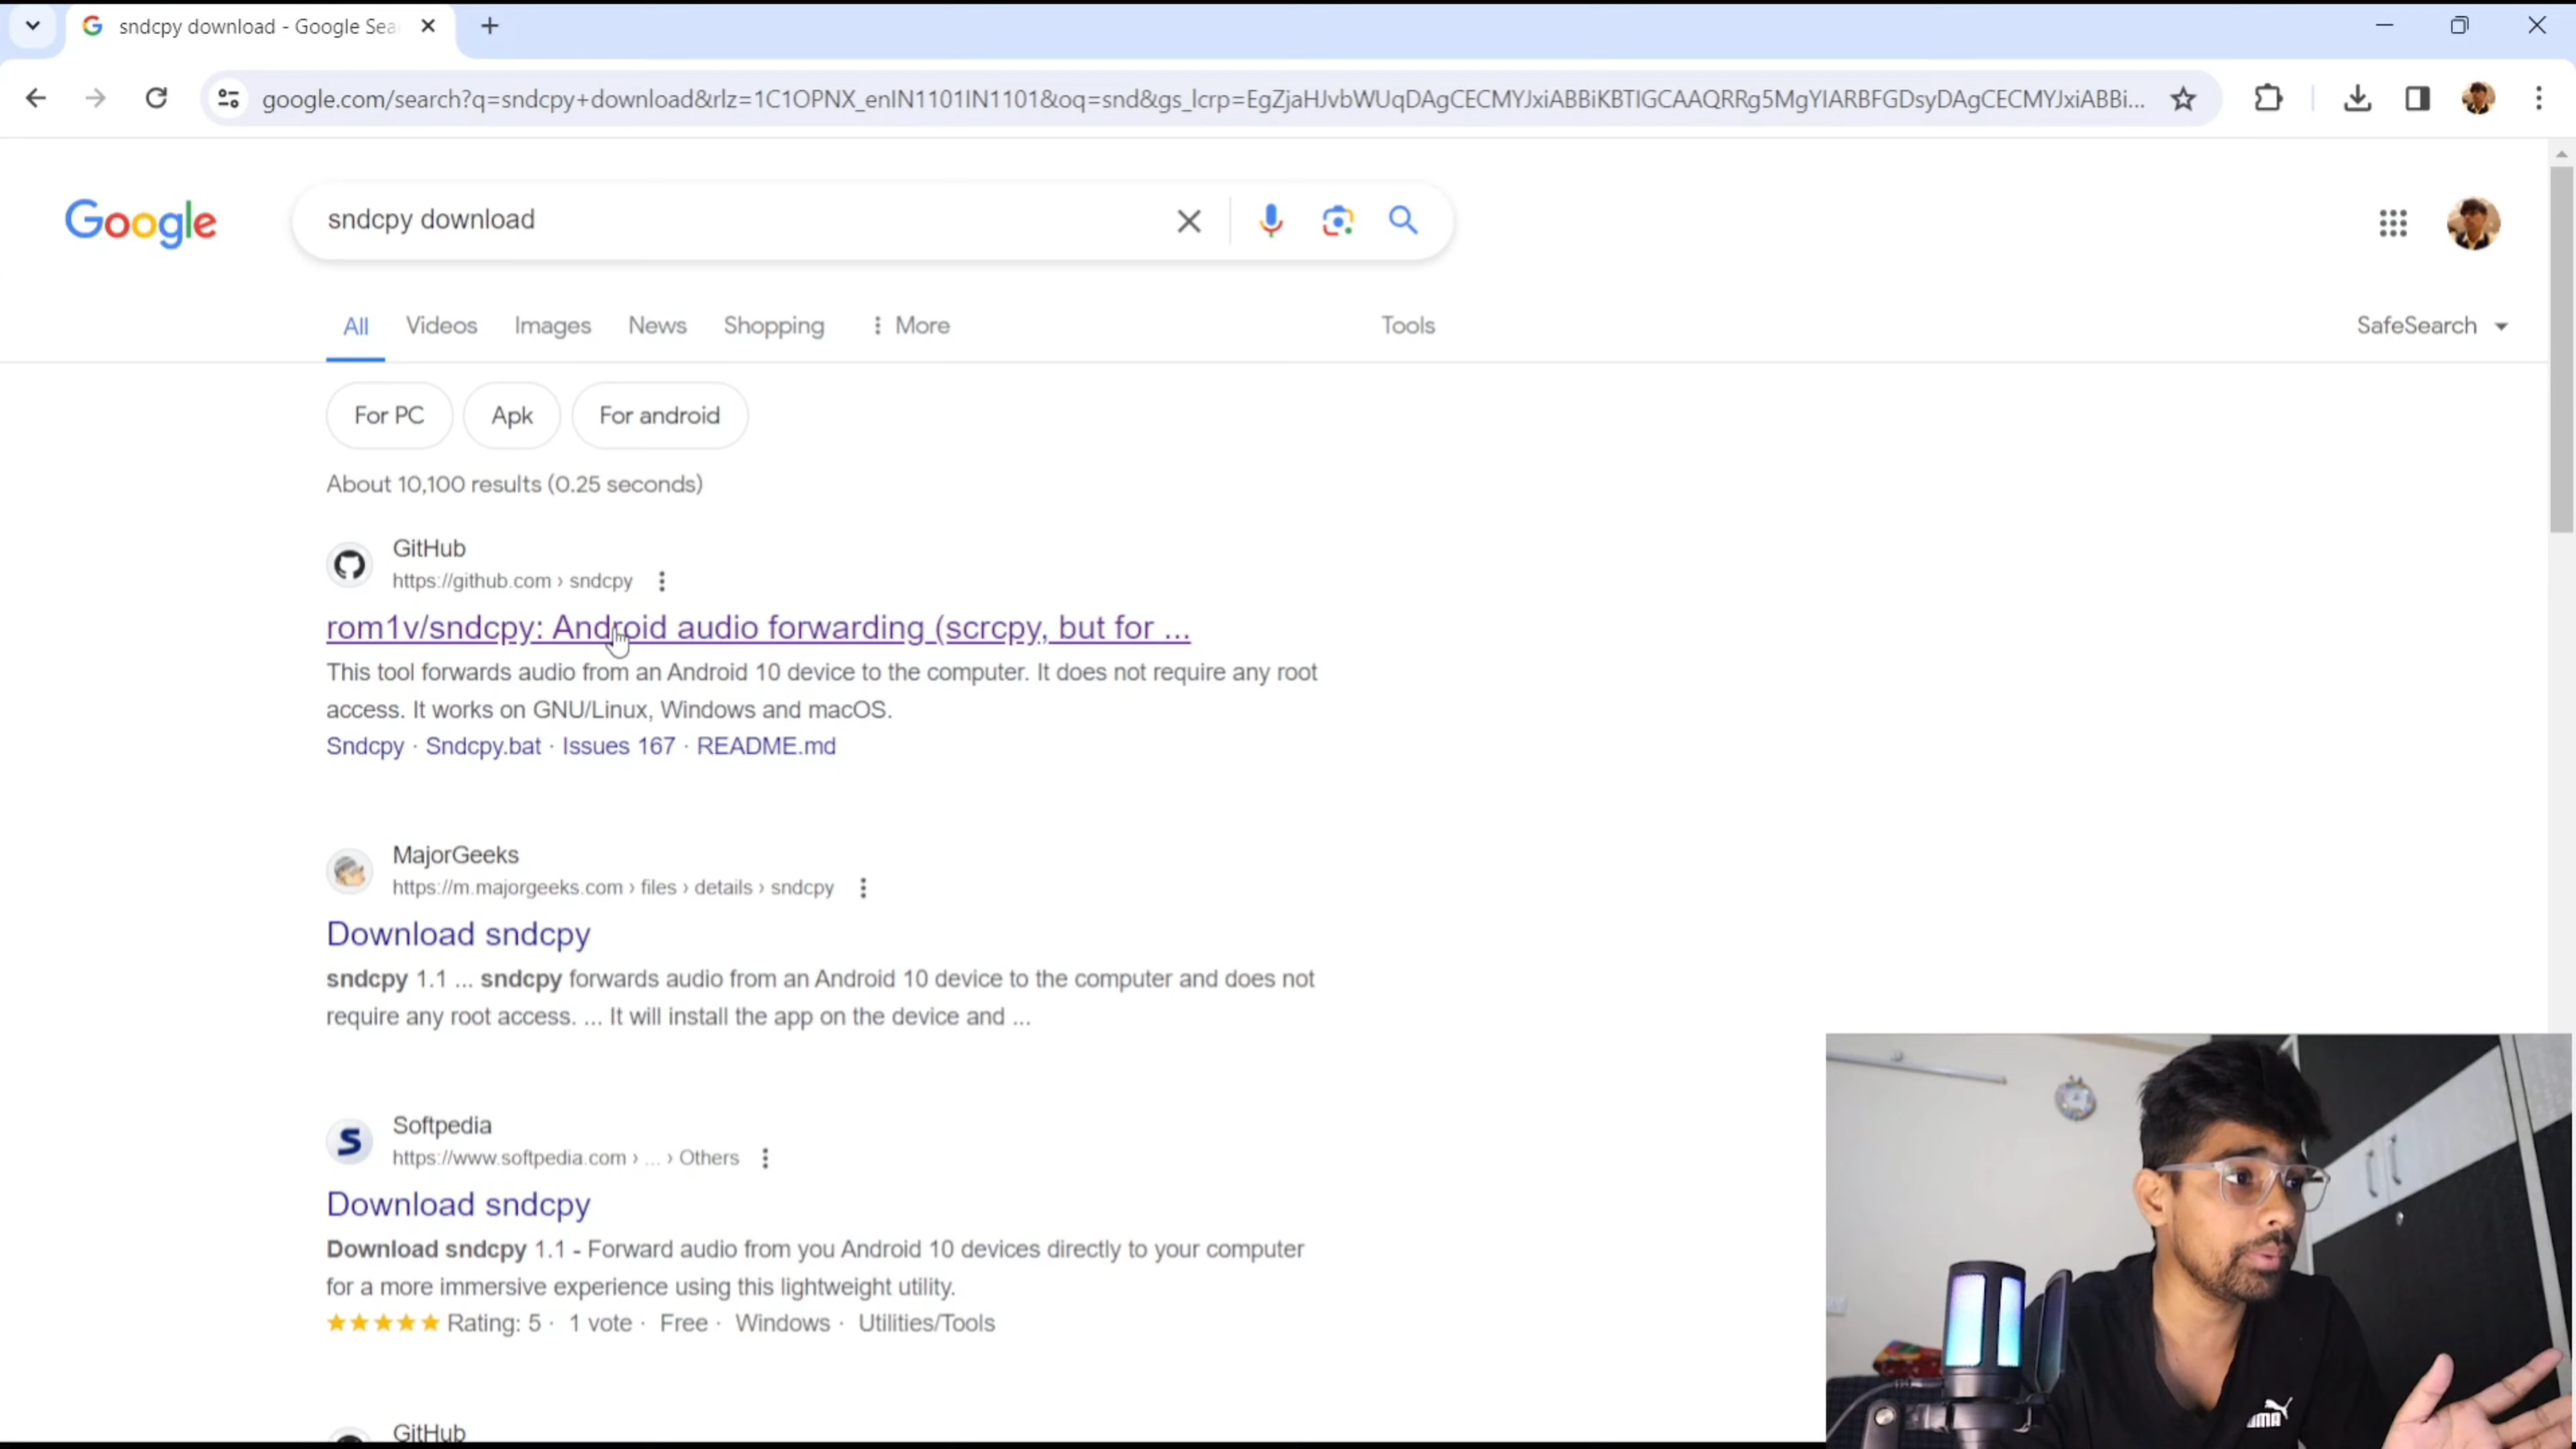 sndcpy download - Google Sea
google.com/search?q=sndcpy+download&rlz=1C1OPNX_enIN1101IN1101&oq=snd&gs_lcrp=EgZjaHJvbWUqDAgCECMYJxiABBiKBTIGCAAQRRg5MgYIARBFGDsyDAgCECMYJxiABBi...
Google
sndcpy download
All Videos Images News Shopping More Tools SafeSearch
For PC Apk For android
About 10,100 results (0.25 seconds)
GitHub
https://github.com › sndcpy
rom1v/sndcpy: Android audio forwarding (scrcpy, but for ...
This tool forwards audio from an Android 10 device to the computer. It does not require any root
access. It works on GNU/Linux, Windows and macOS.
Sndcpy · Sndcpy.bat · Issues 167 · README.md
MajorGeeks
https://m.majorgeeks.com › files › details › sndcpy
Download sndcpy
sndcpy 1.1 ... sndcpy forwards audio from an Android 10 device to the computer and does not
require any root access. ... It will install the app on the device and ...
Softpedia
https://www.softpedia.com › ... › Others
Download sndcpy
Download sndcpy 1.1 - Forward audio from you Android 10 devices directly to your computer
for a more immersive experience using this lightweight utility.
Rating: 5 · 1 vote · Free · Windows · Utilities/Tools
GitHub